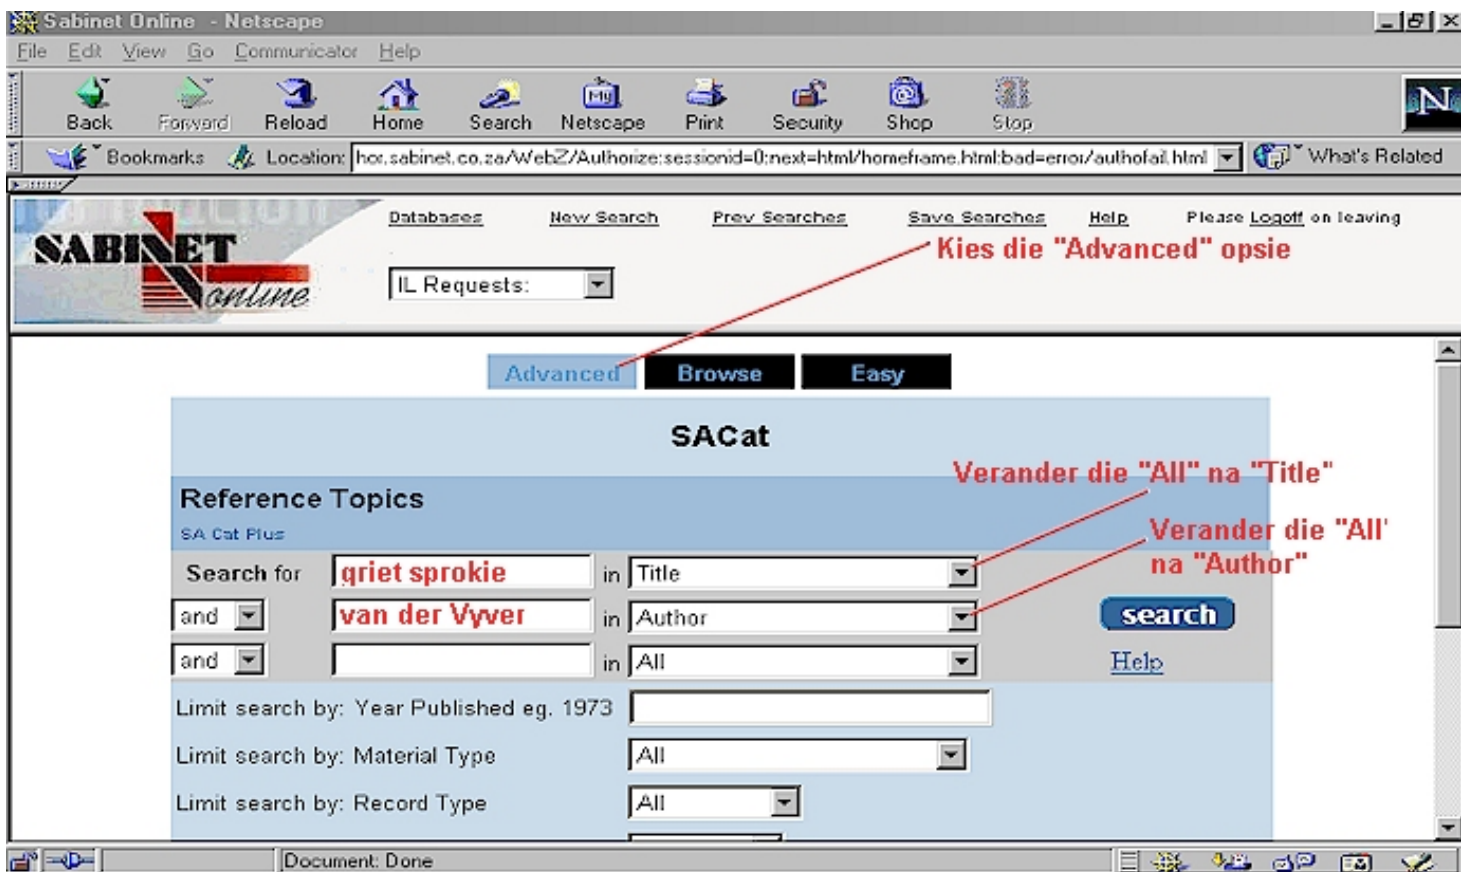 Sabinet Online - Netscape
File Edit View Go Communicator Help
Back Forward Reload Home Search Netscape Print Security Shop Stop
My
N
Bookmarks Location: hor.sabinet.co.za/WebZ/Authorize:sessionid=0:next=html/homeframe.html:bad=error/authofail.html What's Related
Databases New Search Prev Searches Save Searches Help Please Logoff on leaving
SABINET
online
Kies die "Advanced" opsie
IL Requests:
Advanced Browse Easy
SACat
Verander die "All" na "Title"
Reference Topics
SA Cat Plus
Verander die "All'
na "Author"
Search for griet sprokie in Title
and van der Vyver in Author search
and in All Help
Limit search by: Year Published eg. 1973
Limit search by: Material Type All
Limit search by: Record Type All
Document: Done